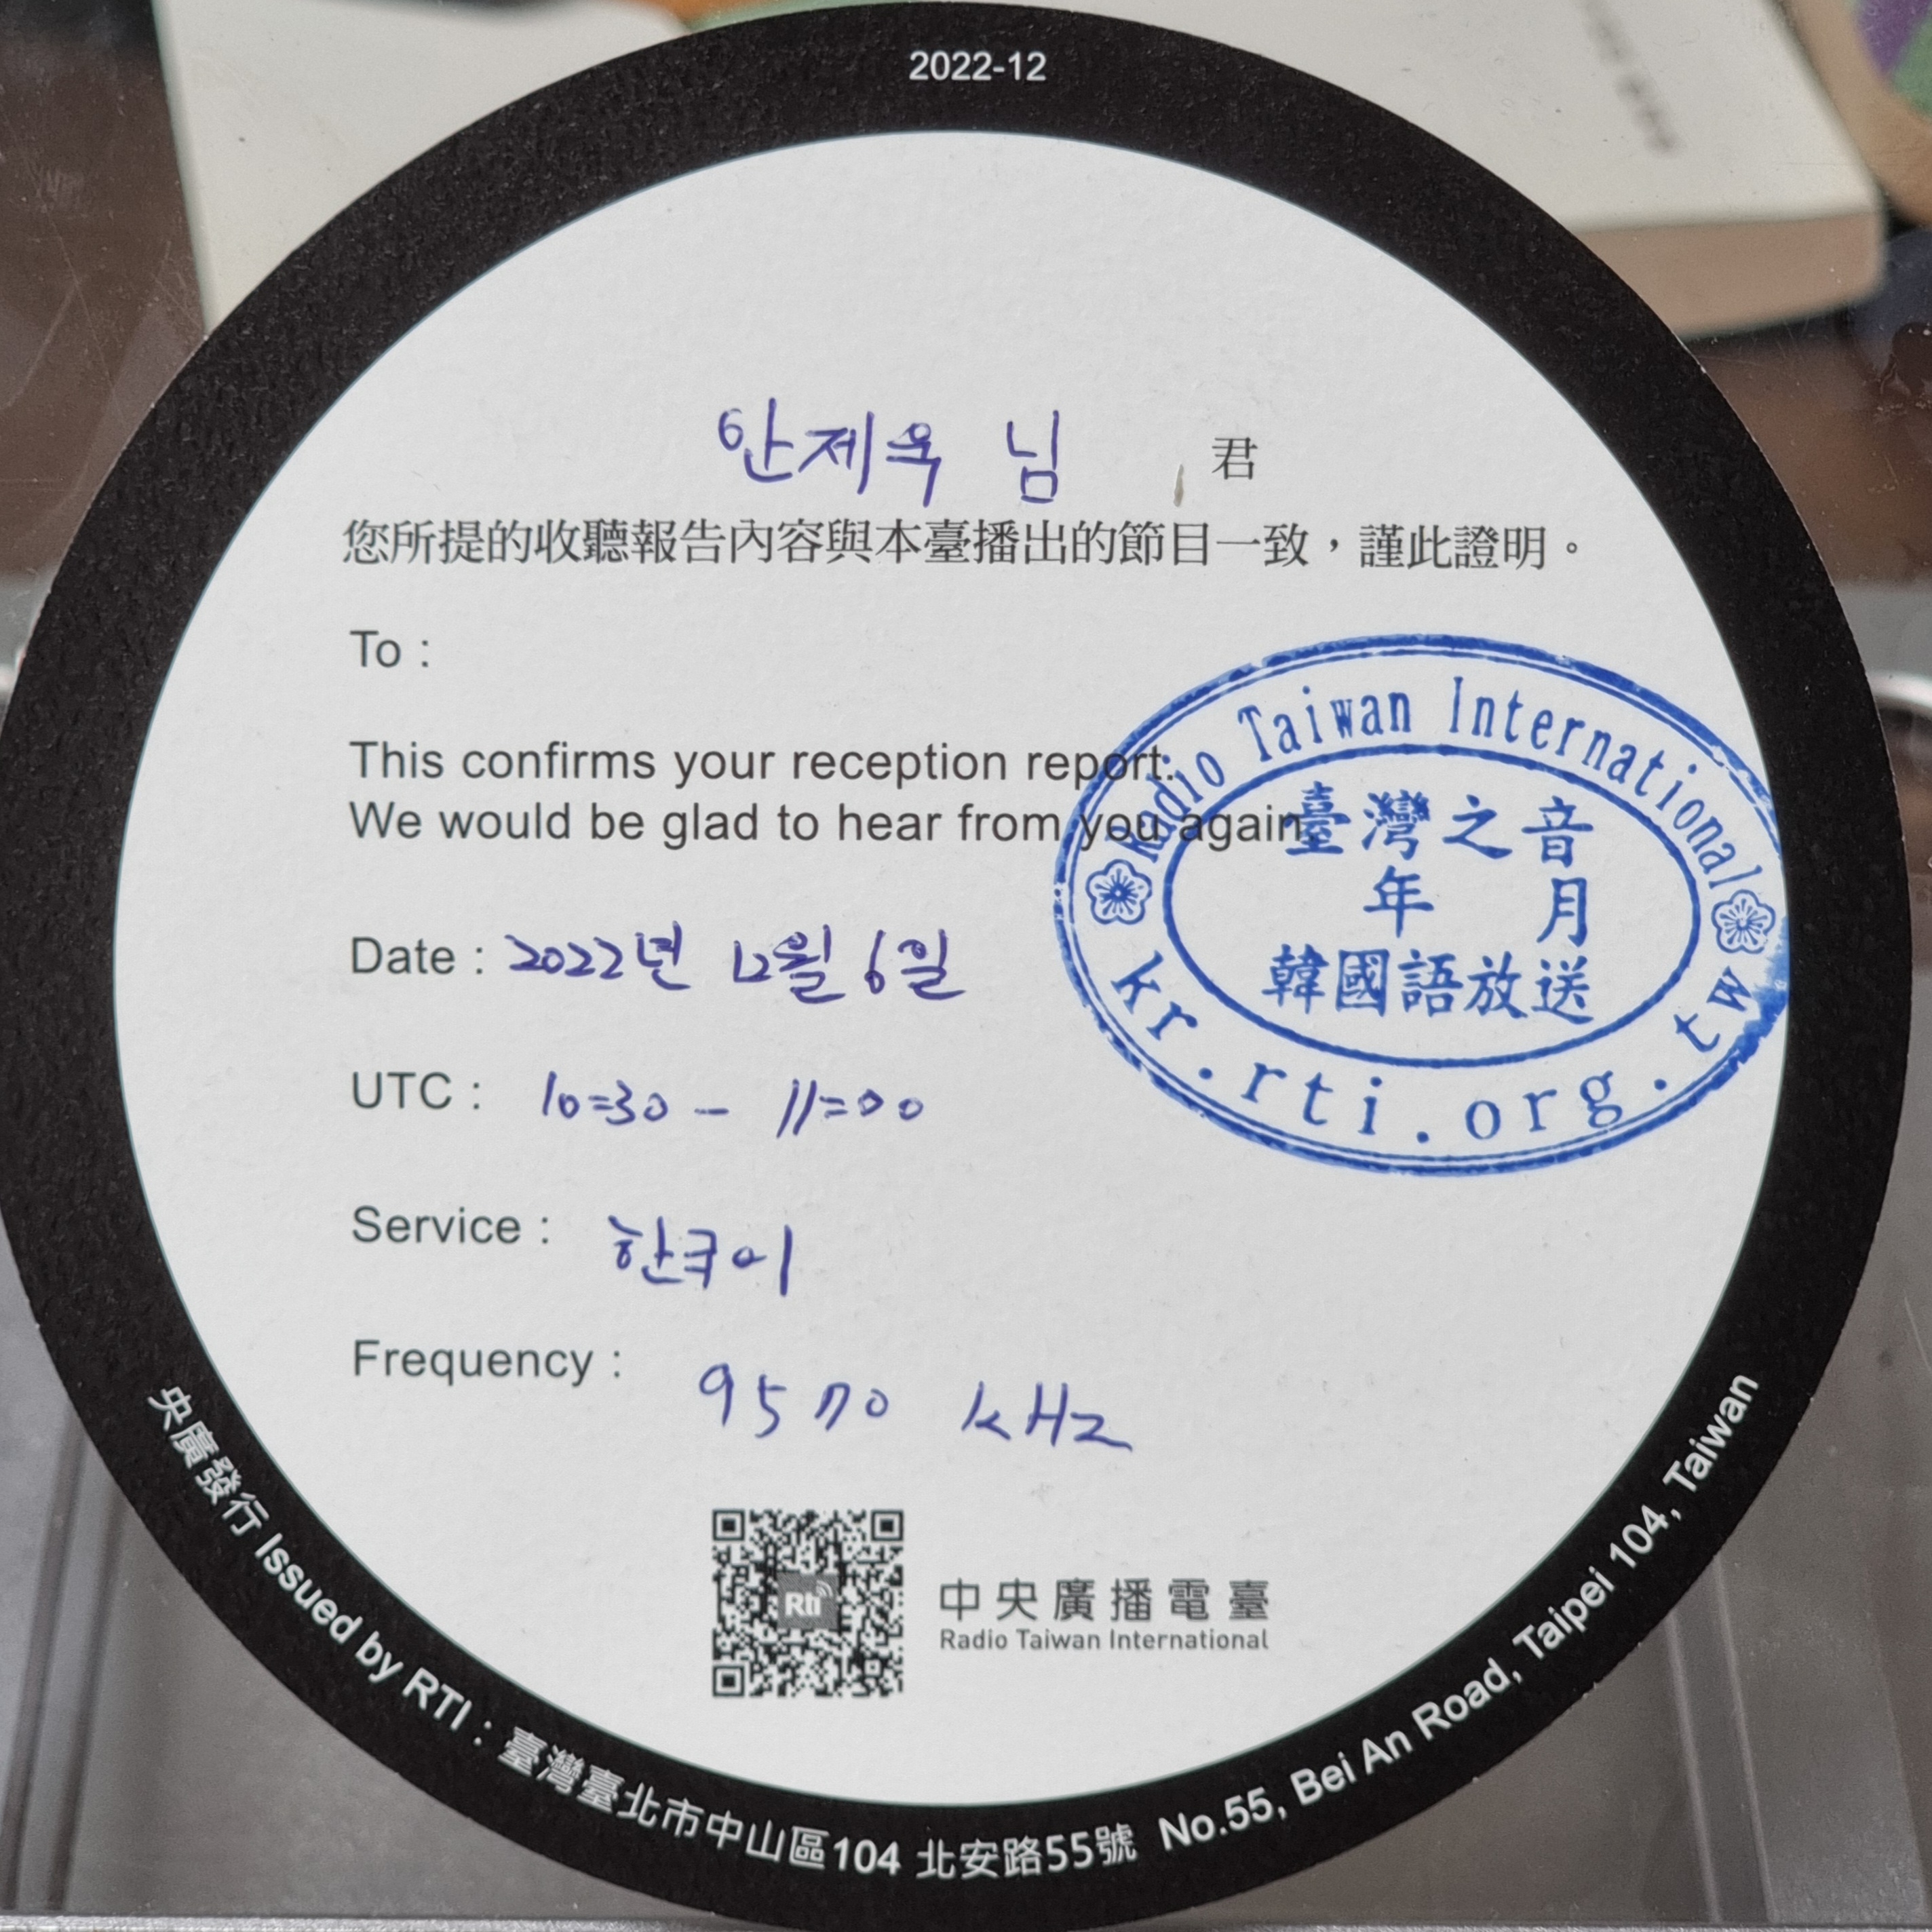 2022-12
안제욱 님 君
您所提的收聽報告內容與本臺播出的節目一致，謹此證明。
To :
This confirms your reception report.
We would be glad to hear from you again.
Radio Taiwan International
臺灣之音
年 月
韓國語放送
kr.rti.org.tw
Date : 2022년 12월 6일
UTC : 10:30 - 11:00
Service : 한국어
Frequency : 9570 kHz
Rti
中央廣播電臺
Radio Taiwan International
央廣發行 Issued by RTI : 臺灣臺北市中山區104 北安路55號 No.55, Bei An Road, Taipei 104, Taiwan